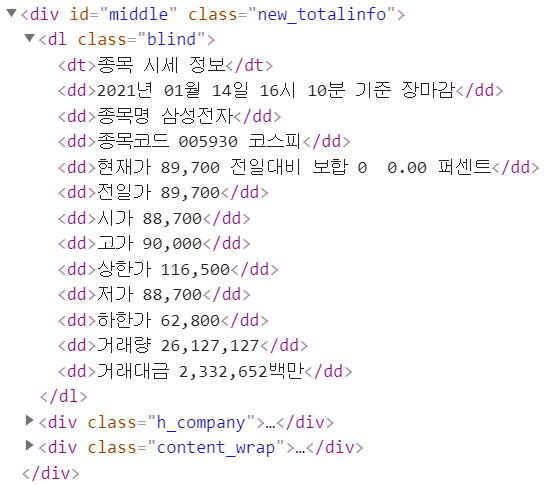 ▼<div id="middle" class="new_totalinfo">
▼<dl class="blind">
<dt>종목 시세 정보</dt>
<dd>2021년 01월 14일 16시 10분 기준 장마감</dd>
<dd>종목명 삼성전자</dd>
<dd>종목코드 005930 코스피</dd>
<dd>현재가 89,700 전일대비 보합 0  0.00 퍼센트</dd>
<dd>전일가 89,700</dd>
<dd>시가 88,700</dd>
<dd>고가 90,000</dd>
<dd>상한가 116,500</dd>
<dd>저가 88,700</dd>
<dd>하한가 62,800</dd>
<dd>거래량 26,127,127</dd>
<dd>거래대금 2,332,652백만</dd>
</dl>
▶<div class="h_company">…</div>
▶<div class="content_wrap">…</div>
</div>